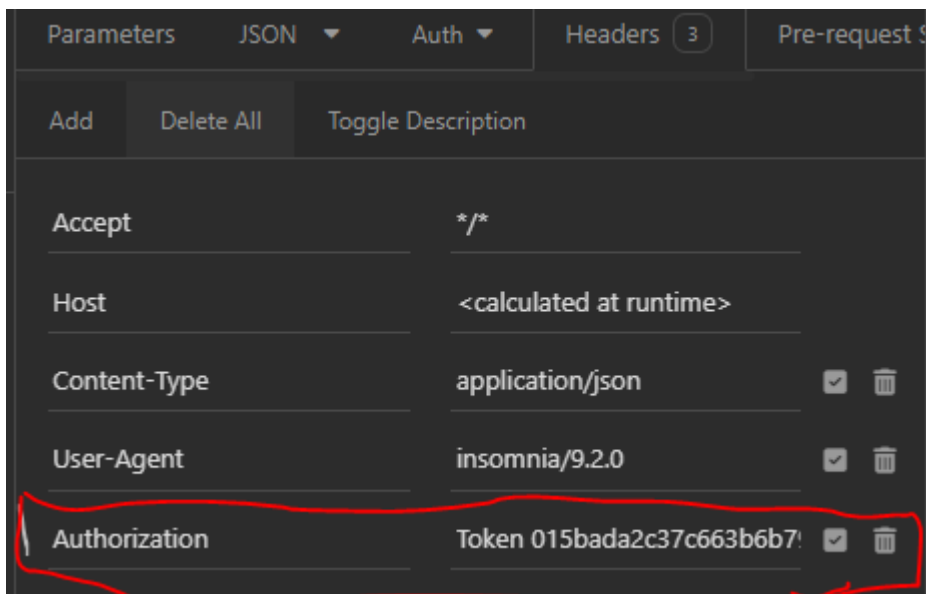 Parameters JSON Auth Headers 3 Pre-request
Add Delete All Toggle Description
Accept */*
Host <calculated at runtime>
Content-Type application/json
User-Agent insomnia/9.2.0
Authorization Token 015bada2c37c663b6b7